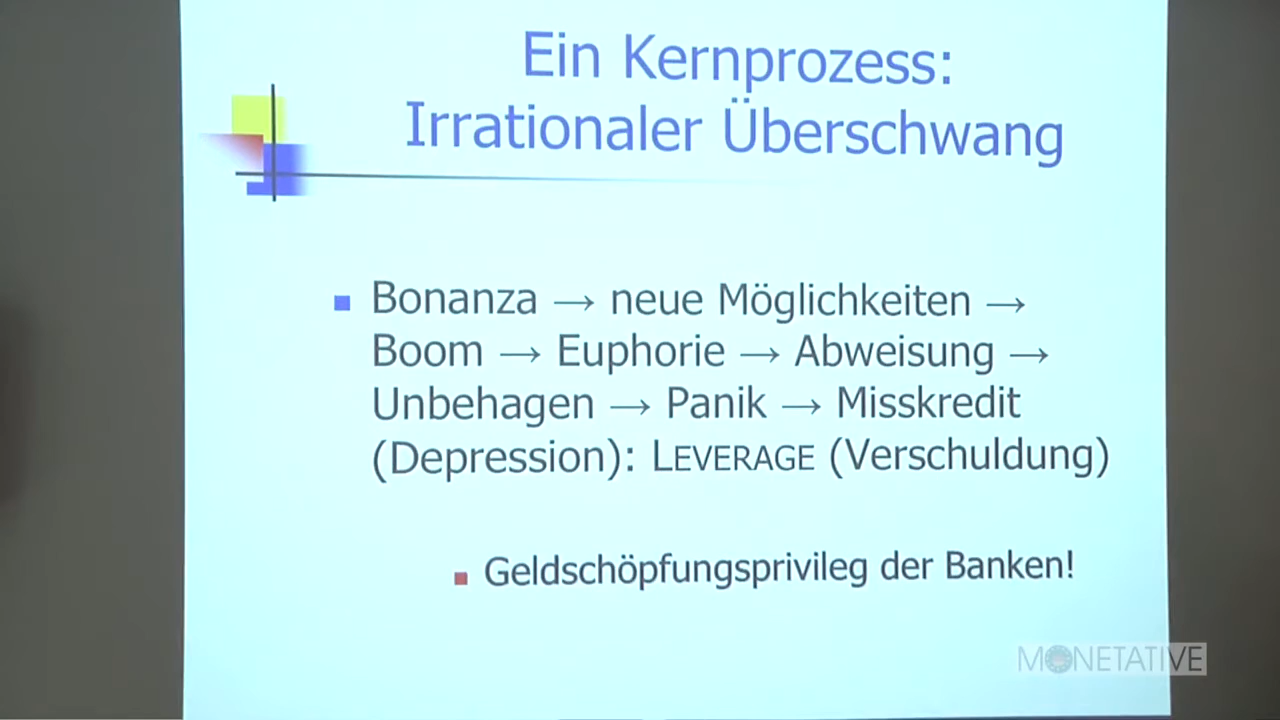 Ein Kernprozess:
Irrationaler Überschwang
Bonanza → neue Möglichkeiten →
Boom → Euphorie → Abweisung →
Unbehagen → Panik → Misskredit
(Depression): LEVERAGE (Verschuldung)
Geldschöpfungsprivileg der Banken!
MONETATIVE